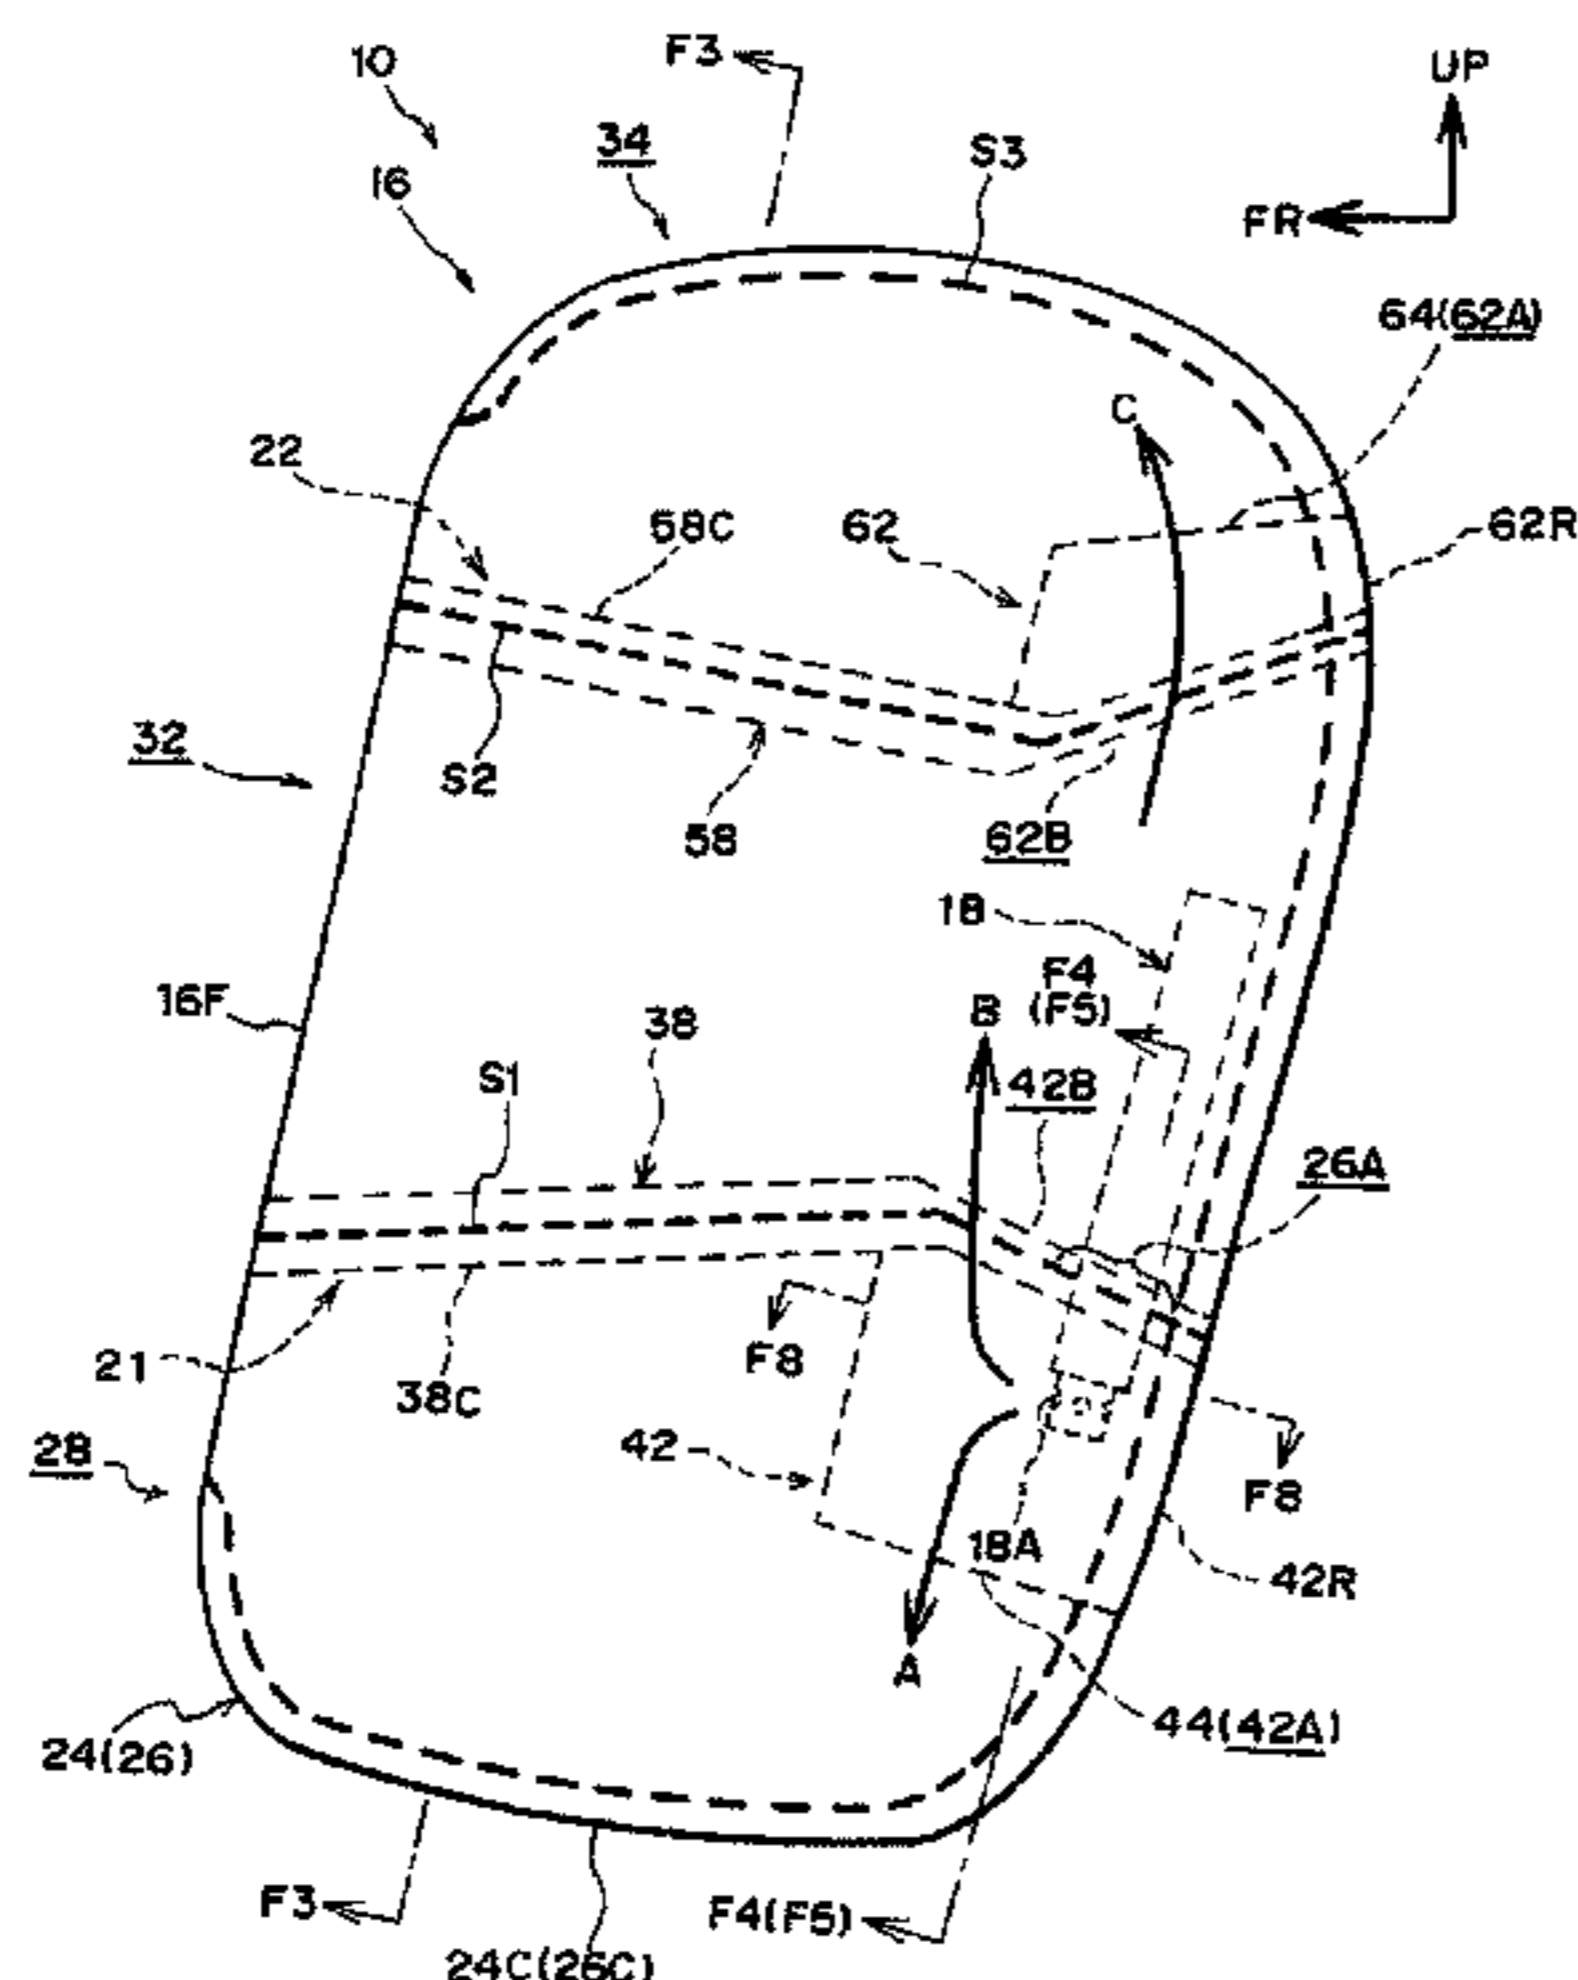 10
F3
UP
34
S3
16
FR
64(62A)
C
22
58C
62
62R
32
S2
58
62B
18
F4
(F5)
16F
B
38
42B
S1
26A
21
38C
F8
28
42
F8
18A
42R
A
44(42A)
24(26)
F3
F4(F5)
24C(26C)